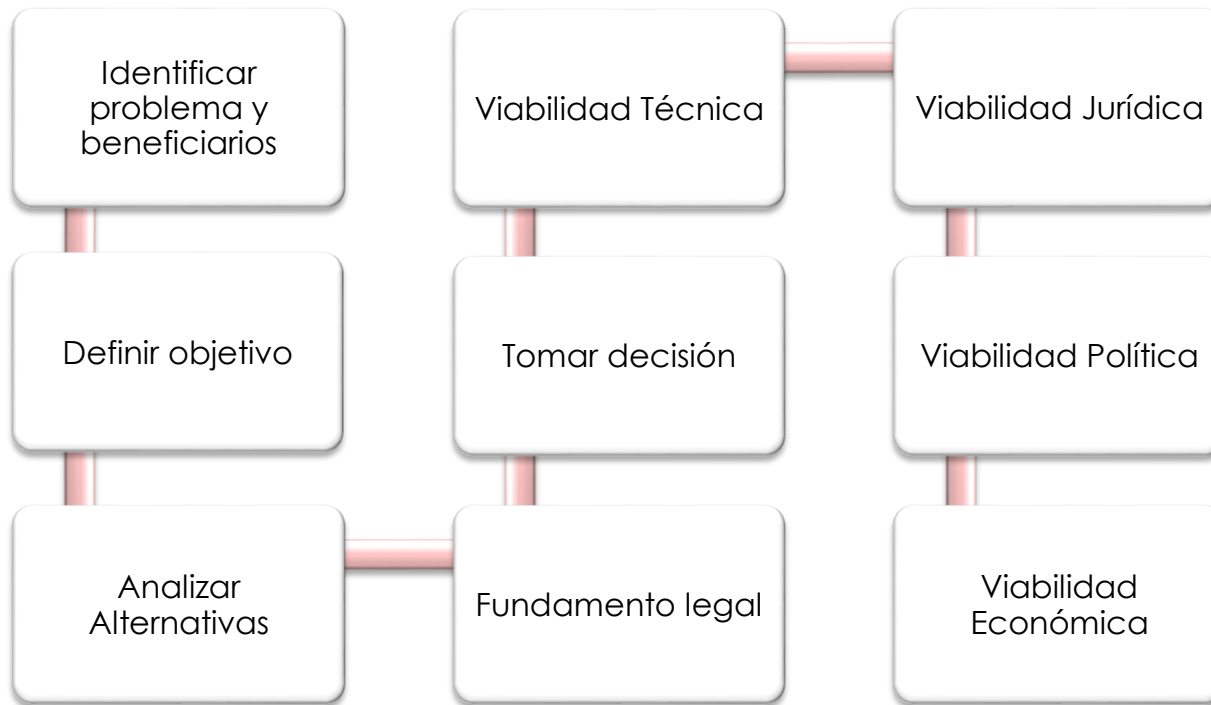 Identificar
problema y
beneficiarios
Definir objetivo
Analizar
Alternativas
Fundamento legal
Tomar decisión
Viabilidad Técnica
Viabilidad Jurídica
Viabilidad Política
Viabilidad
Económica